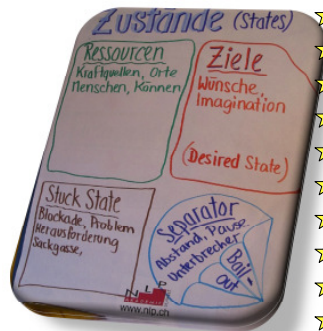 Zustände (States)
Ressourcen
Kraftquellen, Orte
Menschen, Können
Ziele
Wünsche,
Imagination
(Desired State)
Stuck State
Blockade, Problem
Herausforderung
Sackgasse,
Separator
Abstand, Pause
Unterbrecher
Bail-
Out
NLP
www.nlp.ch